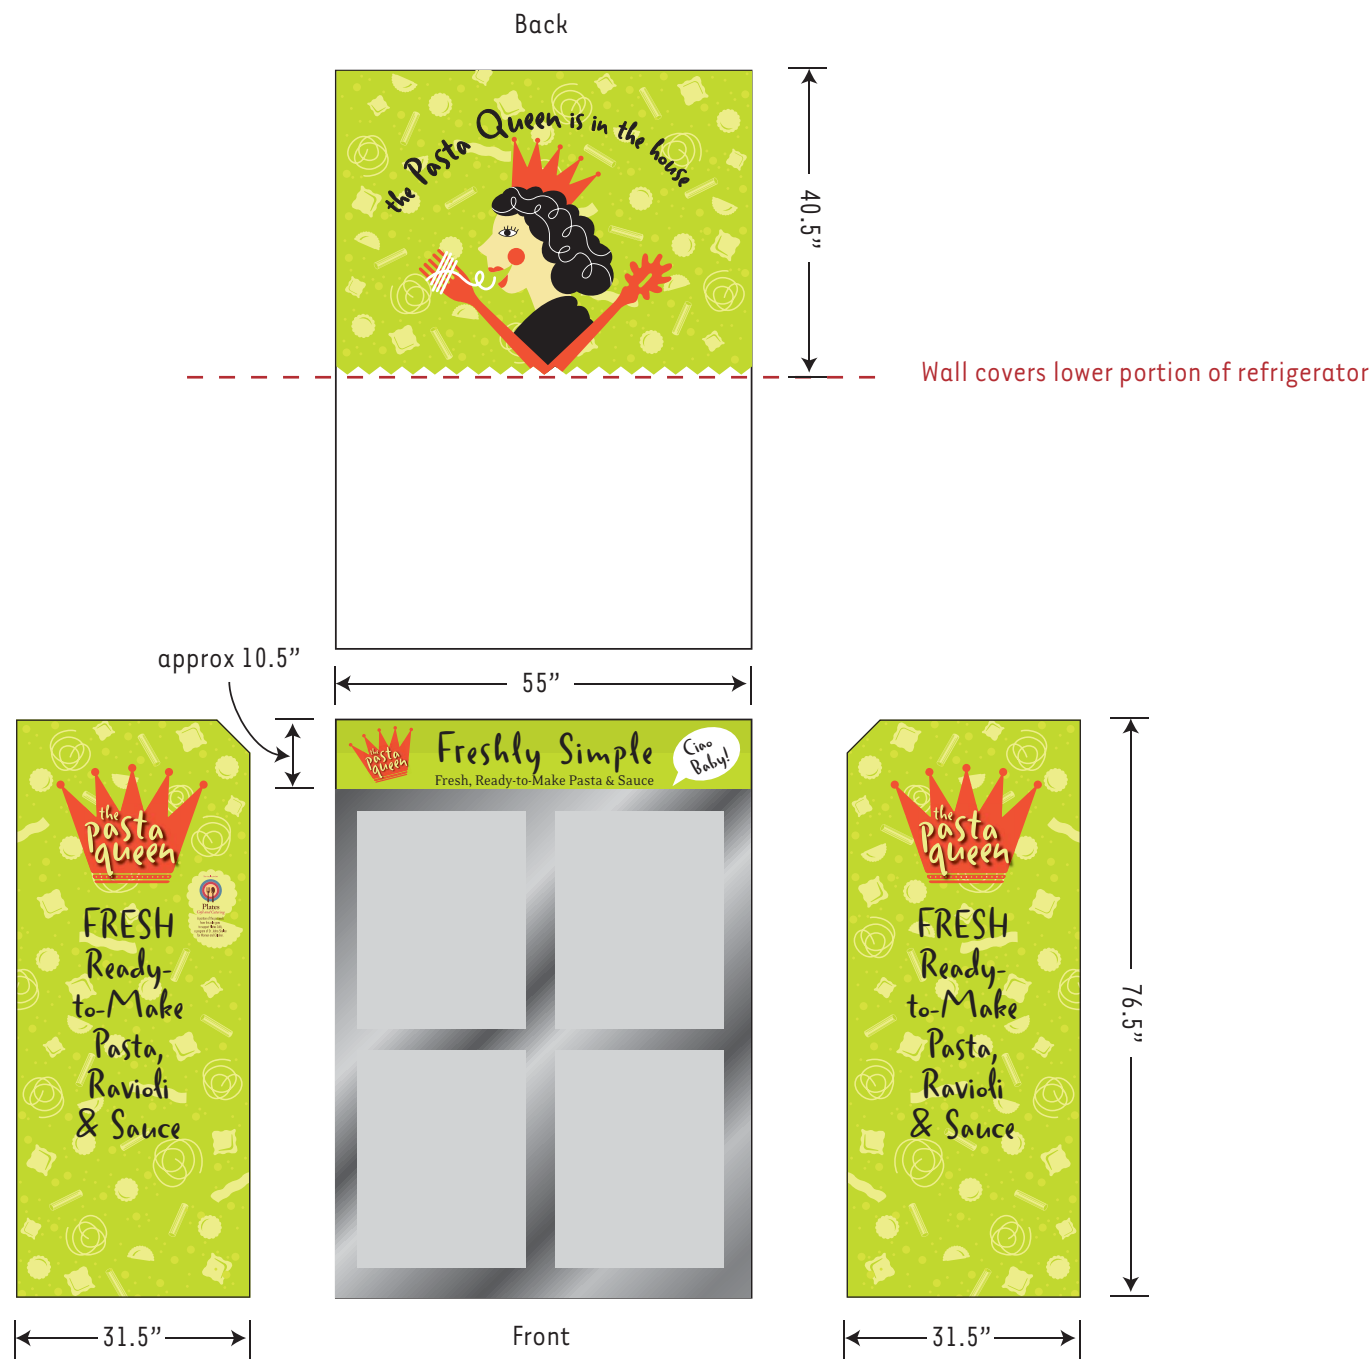 Back
the Pasta Queen is in the house
40.5”
Wall covers lower portion of refrigerator
approx 10.5”
55”
the
pasta
queen
Freshly Simple
Fresh, Ready-to-Make Pasta & Sauce
Ciao
Baby!
the
pasta
queen
Plates
FRESH
Ready-
to-Make
Pasta,
Ravioli
& Sauce
the
pasta
queen
FRESH
Ready-
to-Make
Pasta,
Ravioli
& Sauce
76.5”
31.5”
Front
31.5”